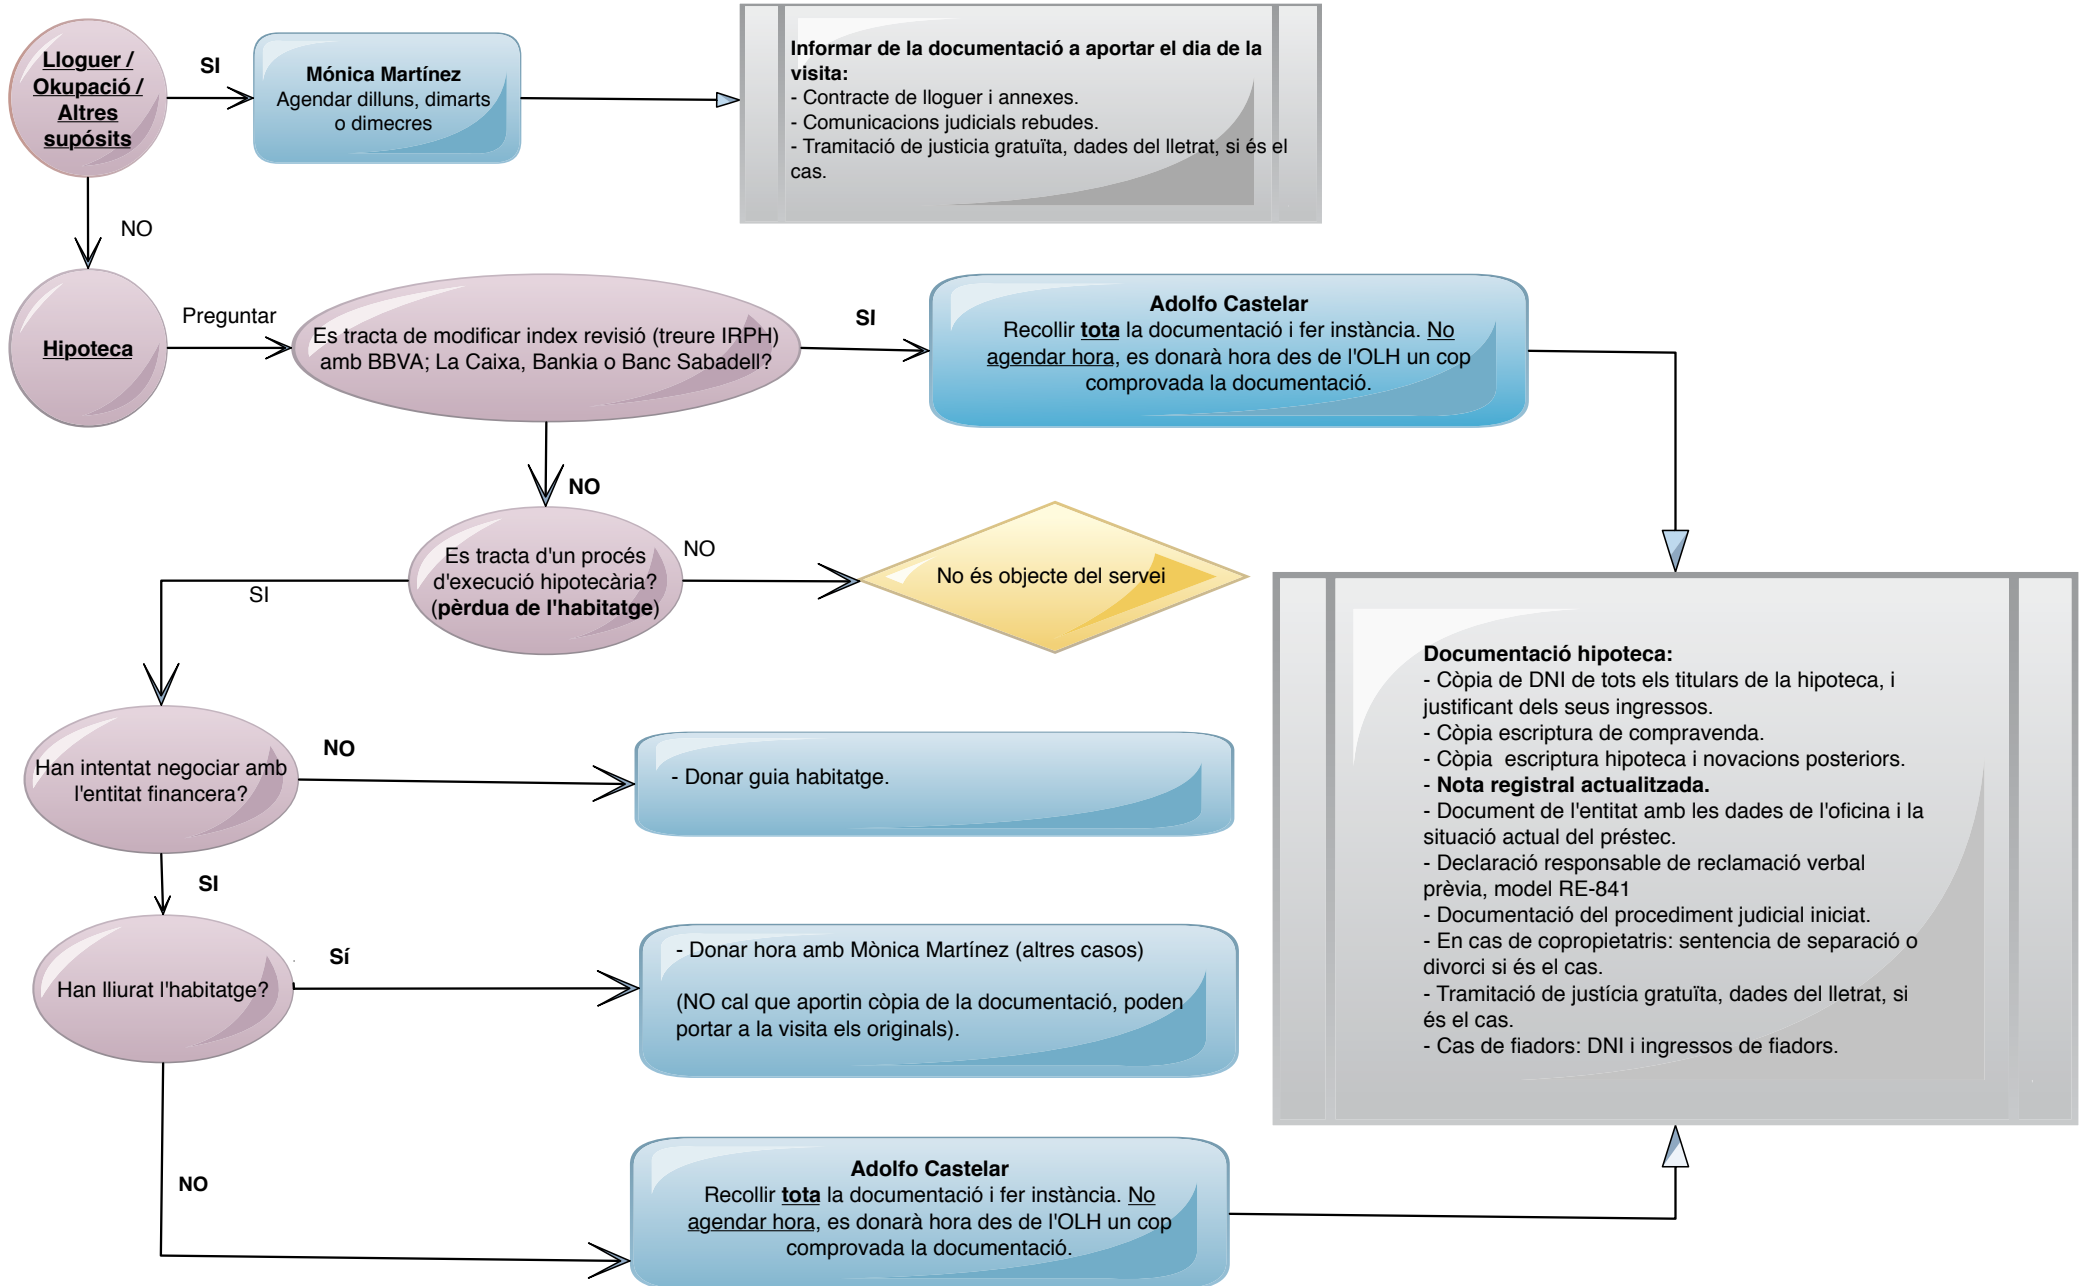 Lloguer /
Okupació /
Altres
supósits
SI
Mónica Martínez
Agendar dilluns, dimarts
o dimecres
Informar de la documentació a aportar el dia de la
visita:
- Contracte de lloguer i annexes.
- Comunicacions judicials rebudes.
- Tramitació de justicia gratuïta, dades del lletrat, si és el
cas.
NO
Hipoteca
Preguntar
Es tracta de modificar index revisió (treure IRPH)
amb BBVA; La Caixa, Bankia o Banc Sabadell?
SI
Adolfo Castelar
Recollir tota la documentació i fer instància. No
agendar hora, es donarà hora des de l'OLH un cop
comprovada la documentació.
NO
Es tracta d'un procés
d'execució hipotecària?
(pèrdua de l'habitatge)
NO
No és objecte del servei
SI
Han intentat negociar amb
l'entitat financera?
NO
- Donar guia habitatge.
SI
Han lliurat l'habitatge?
Sí
- Donar hora amb Mònica Martínez (altres casos)
(NO cal que aportin còpia de la documentació, poden
portar a la visita els originals).
NO
Adolfo Castelar
Recollir tota la documentació i fer instància. No
agendar hora, es donarà hora des de l'OLH un cop
comprovada la documentació.
Documentació hipoteca:
- Còpia de DNI de tots els titulars de la hipoteca, i
justificant dels seus ingressos.
- Còpia escriptura de compravenda.
- Còpia  escriptura hipoteca i novacions posteriors.
- Nota registral actualitzada.
- Document de l'entitat amb les dades de l'oficina i la
situació actual del préstec.
- Declaració responsable de reclamació verbal
prèvia, model RE-841
- Documentació del procediment judicial iniciat.
- En cas de copropietatris: sentencia de separació o
divorci si és el cas.
- Tramitació de justícia gratuïta, dades del lletrat, si
és el cas.
- Cas de fiadors: DNI i ingressos de fiadors.